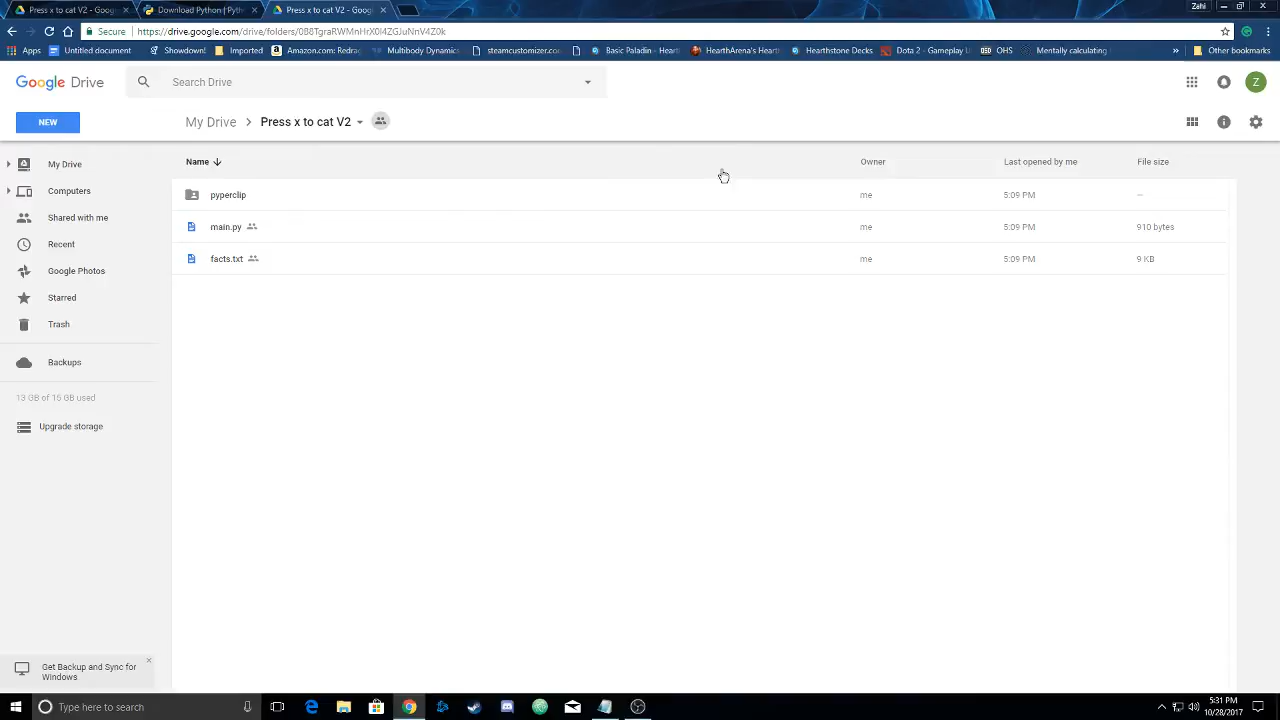 Press x to cat V2 - Goog
Download Python | Pyth
Press x to cat V2 - Goog
Zehi
Secure
https://drive.google.com/drive/folders/
Apps
Untitled document
Showdown!
Imported
Amazon.com: Redrag
Multibody Dynamic
steamcustomizer.com
Basic Paladin - Heart
HearthArena's Heart
Hearthstone Decks
Dota 2 - Gameplay U
OHS
Mentally calculating
»
Other bookmarks
Google Drive
Search Drive
NEW
My Drive
Press x to cat V2
Z
My Drive
Computers
Shared with me
Recent
Google Photos
Starred
Trash
Backups
13 GB of 15 GB used
Upgrade storage
Name
Owner
Last opened by me
File size
pyperclip
me
5:09 PM
—
main.py
me
5:09 PM
910 bytes
facts.txt
me
5:09 PM
9 KB
Get Backup and Sync for
Windows
Type here to search
5:31 PM
10/28/2017